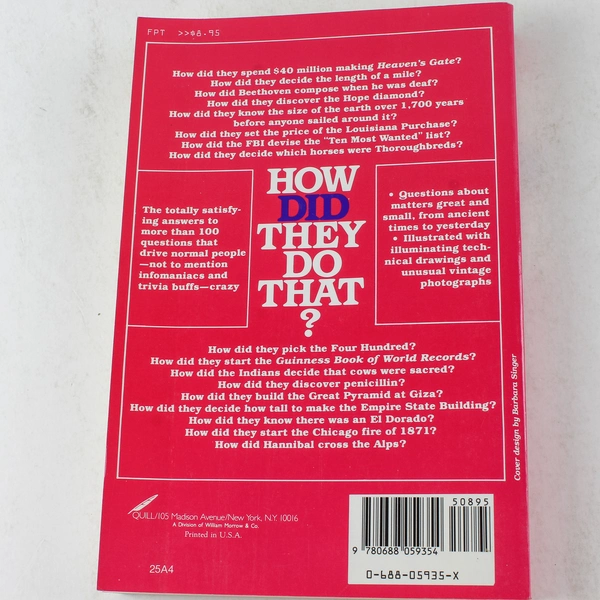 FPT >>$8.95
How did they spend $40 million making Heaven's Gate?
How did they decide the length of a mile?
How did Beethoven compose when he was deaf?
How did they discover the Hope diamond?
How did they know the size of the earth over 1,700 years
before anyone sailed around it?
How did they set the price of the Louisiana Purchase?
How did the FBI devise the "Ten Most Wanted" list?
How did they decide which horses were Thoroughbreds?
The totally satisfy-
ing answers to
more than 100
questions that
drive normal people
—not to mention
infomaniacs and
trivia buffs—crazy
HOW
DID
THEY
DO
THAT
?
• Questions about
matters great and
small, from ancient
times to yesterday
• Illustrated with
illuminating tech-
nical drawings and
unusual vintage
photographs
How did they pick the Four Hundred?
How did they start the Guinness Book of World Records?
How did the Indians decide that cows were sacred?
How did they discover penicillin?
How did they build the Great Pyramid at Giza?
How did they decide how tall to make the Empire State Building?
How did they know there was an El Dorado?
How did they start the Chicago fire of 1871?
How did Hannibal cross the Alps?
Cover design by Barbara Singer
QUILL/105 Madison Avenue/New York, N.Y. 10016
A Division of William Morrow & Co.
Printed in U.S.A.
25A4
50895
9 780688 059354
0-688-05935-X